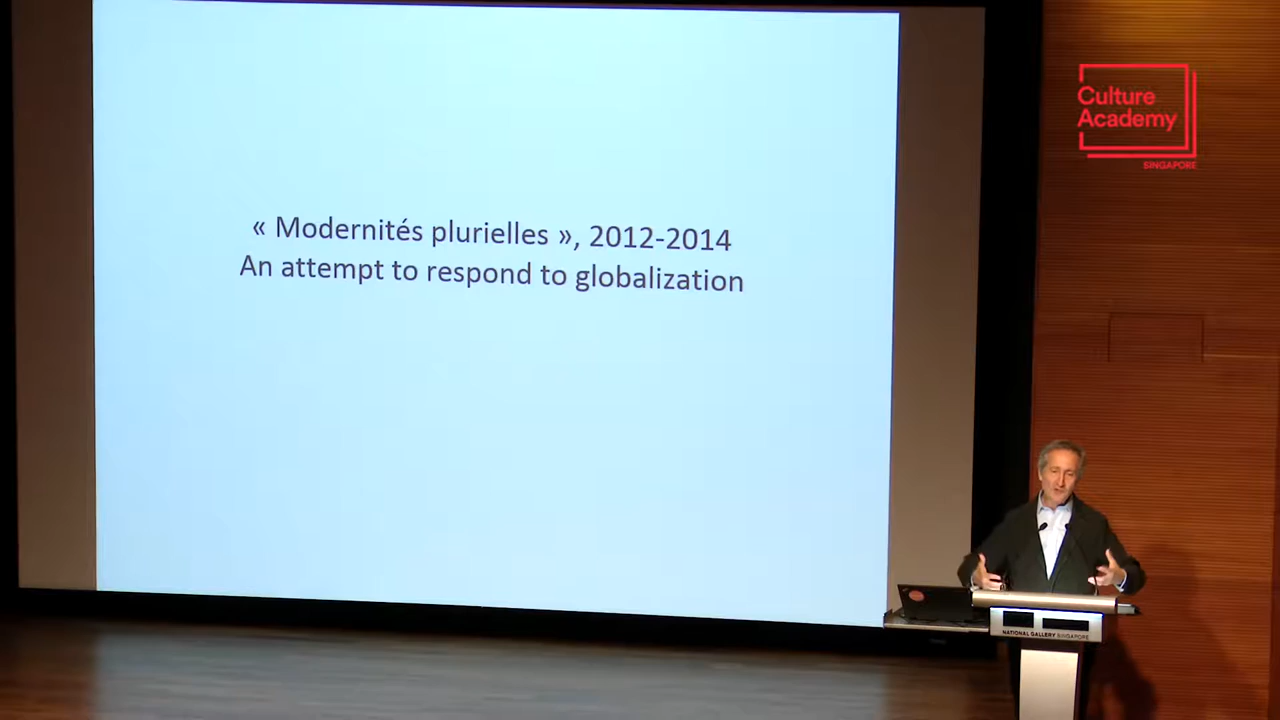 « Modernités plurielles », 2012-2014
An attempt to respond to globalization
Culture
Academy
SINGAPORE
NATIONAL GALLERY SINGAPORE